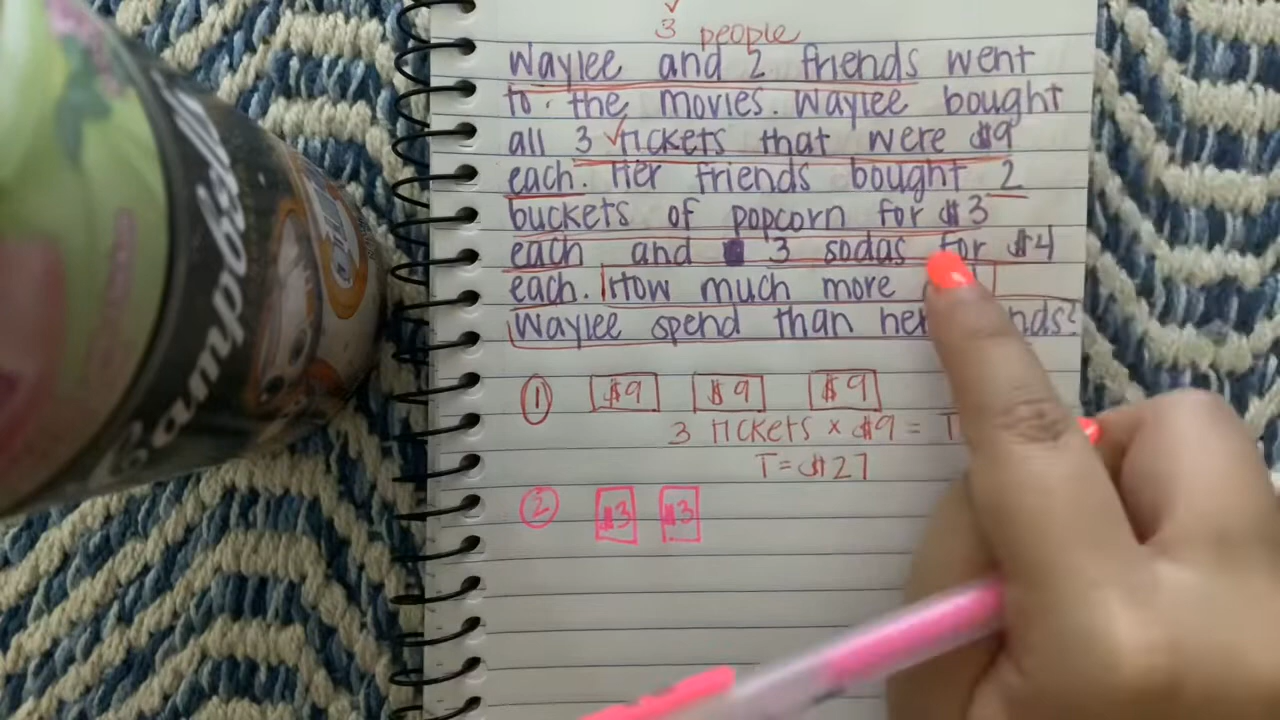 3 people
Waylee and 2 friends went
to the movies. Waylee bought
all 3 tickets that were $9
each. Her friends bought 2
buckets of popcorn for $3
each and 3 sodas for $4
each. How much more
Waylee spend than her
① $9 $9 $9
3 tickets x $9 = T
T = $27
② $3 $3